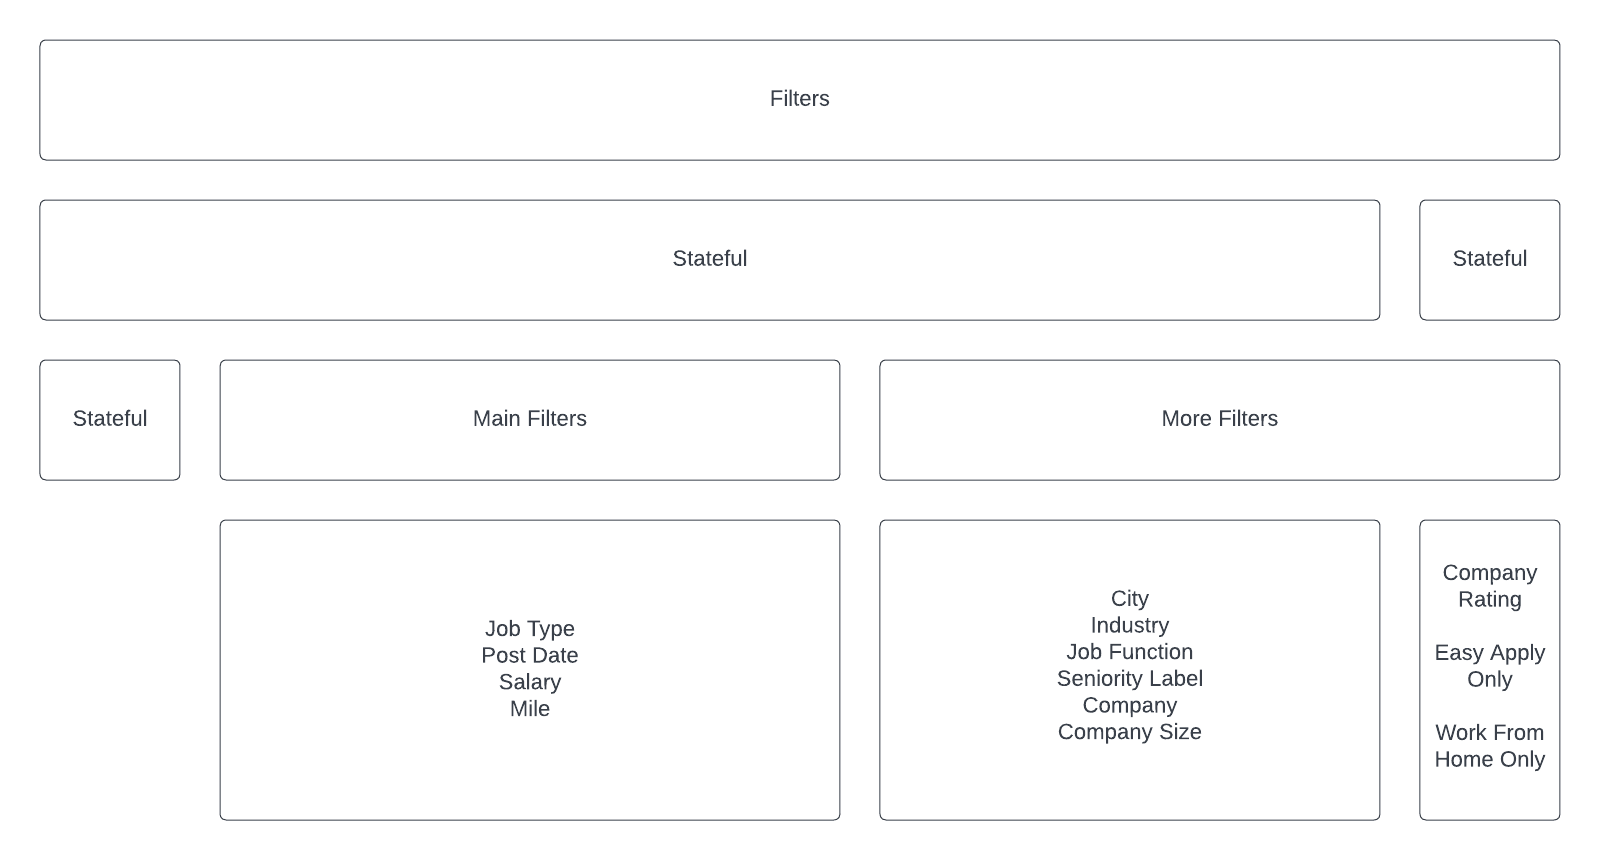 Filters
Stateful
Stateful
Stateful
Main Filters
More Filters
Job Type
Post Date
Salary
Mile
City
Industry
Job Function
Seniority Label
Company
Company Size
Company
Rating
Easy Apply
Only
Work From
Home Only